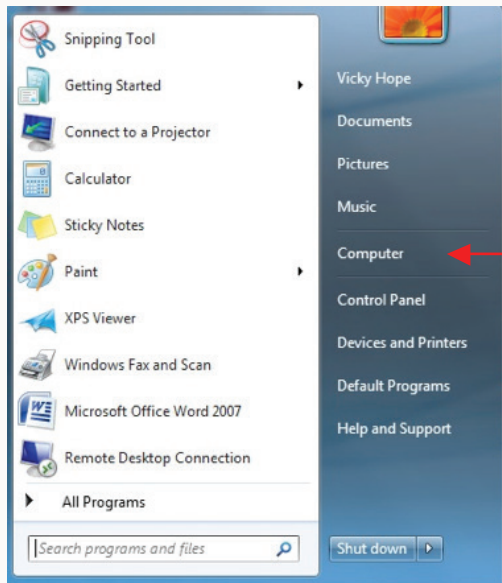 Snipping Tool
Getting Started
Connect to a Projector
Calculator
Sticky Notes
Paint
XPS Viewer
Windows Fax and Scan
Microsoft Office Word 2007
Remote Desktop Connection
All Programs
Search programs and files
Vicky Hope
Documents
Pictures
Music
Computer
Control Panel
Devices and Printers
Default Programs
Help and Support
Shut down